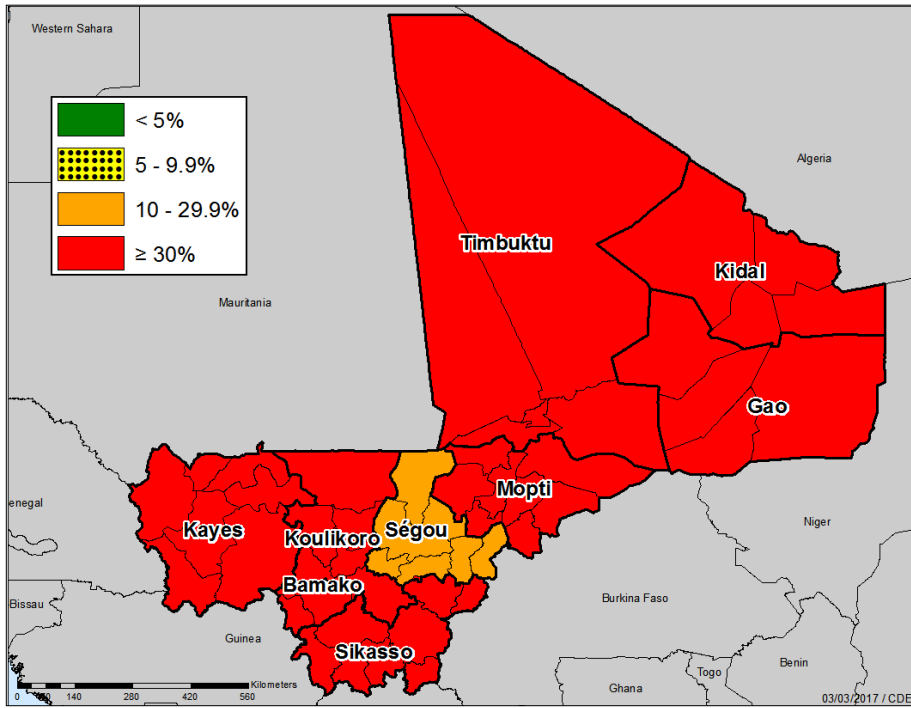 Western Sahara
< 5%
5 - 9.9%
10 - 29.9%
≥ 30%
Algeria
Timbuktu
Kidal
Mauritania
Gao
Mopti
enegal
Kayes
Koulikoro
Ségou
Niger
Bamako
Bissau
Burkina Faso
Guinea
Sikasso
Benin
Togo
Ghana
Kilometers
0 70 140 280 420 560
03/03/2017 / CDE